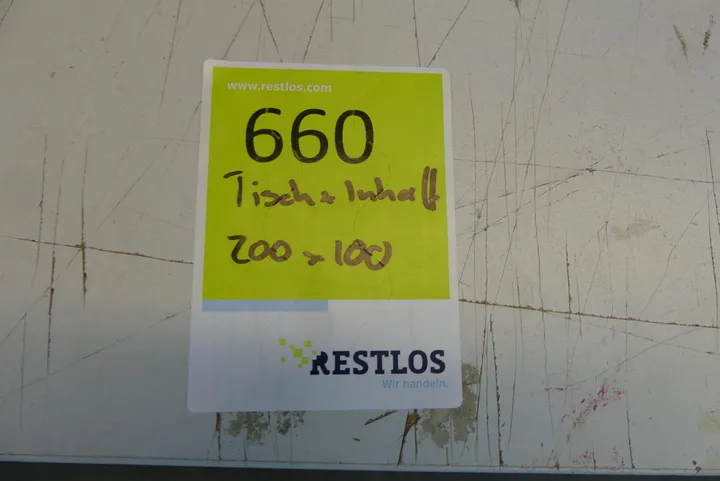 www.restlos.com
660
Tisch + Inhalt
200 x 100
RESTLOS
Wir handeln.